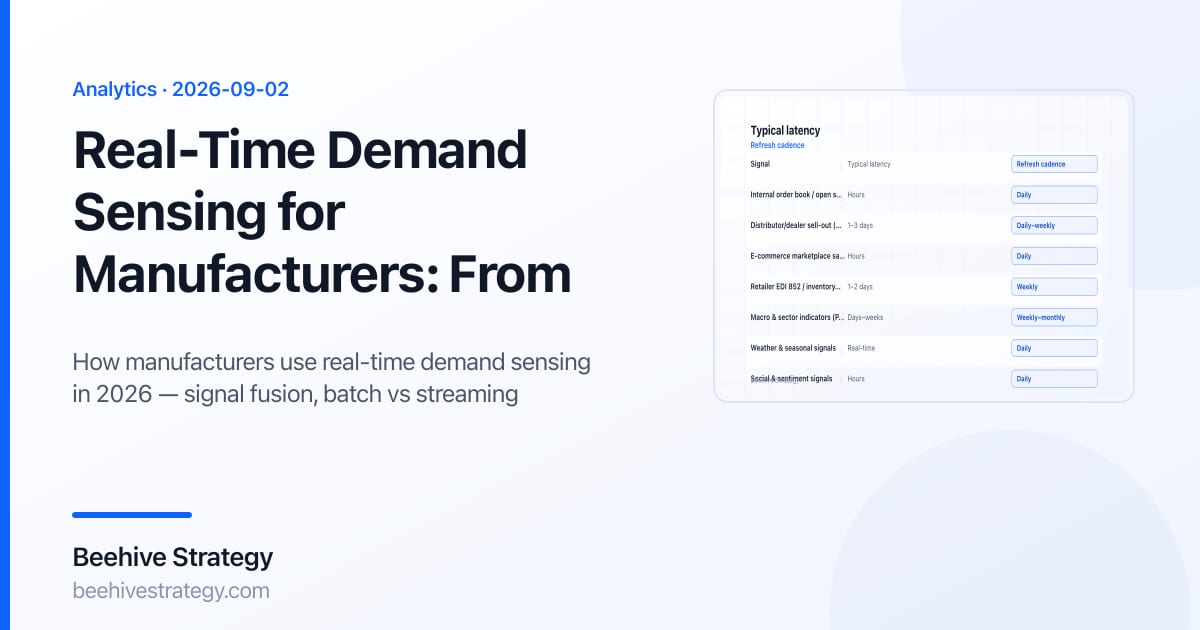 Analytics · 2026-09-02
Real-Time Demand
Sensing for
Manufacturers: From
How manufacturers use real-time demand sensing
in 2026 — signal fusion, batch vs streaming
Beehive Strategy
beehivestrategy.com
Typical latency
Refresh cadence
Signal Typical latency Refresh cadence
Internal order book / open s... Hours Daily
Distributor/dealer sell-out (... 1–3 days Daily–weekly
E-commerce marketplace sa... Hours Daily
Retailer EDI 852 / inventory... 1–2 days Weekly
Macro & sector indicators (P... Days–weeks Weekly–monthly
Weather & seasonal signals Real-time Daily
Social & sentiment signals Hours Daily